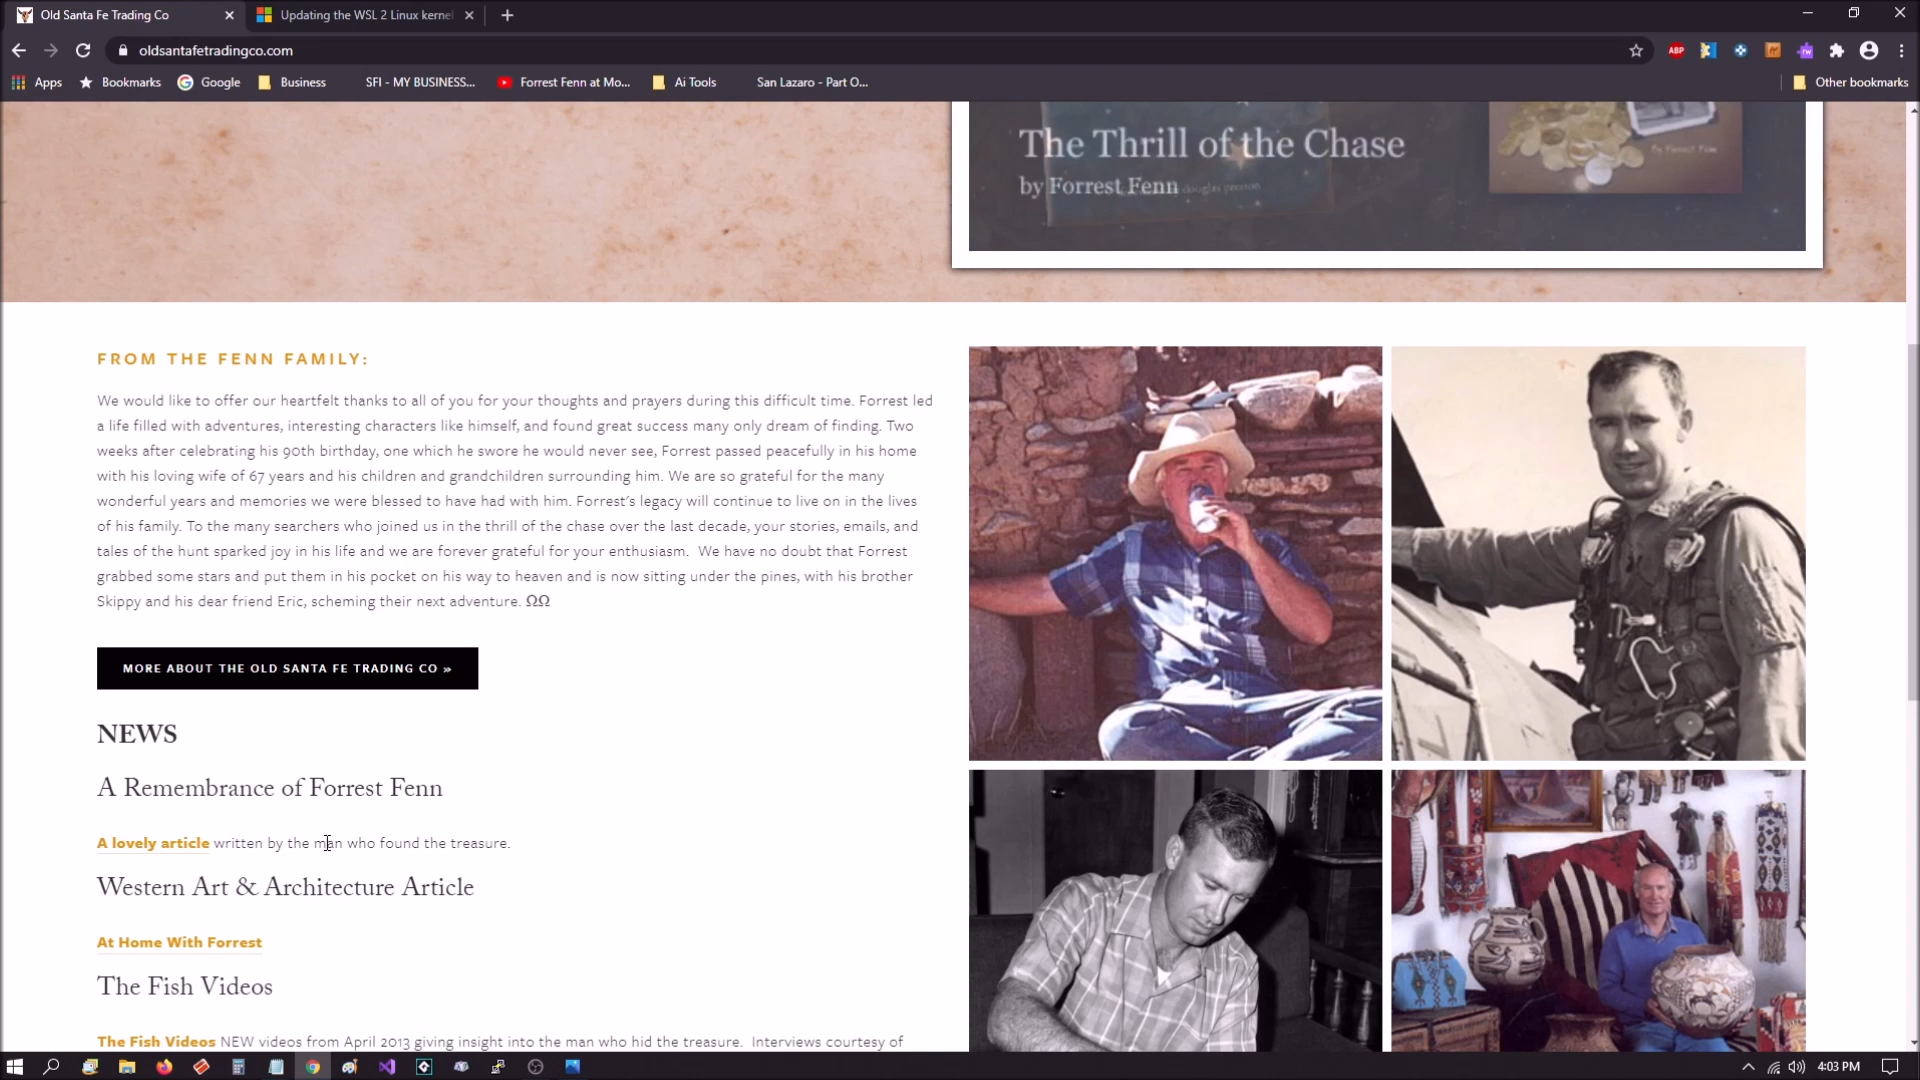 Old Santa Fe Trading Co
Updating the WSL 2 Linux kernel
oldsantafetradingco.com
ABP
Apps
Bookmarks
Google
Business
SFI - MY BUSINESS...
Forrest Fenn at Mo...
Ai Tools
San Lazaro - Part O...
Other bookmarks
The Thrill of the Chase
by Forrest Fenn
douglas preston
FROM THE FENN FAMILY:
We would like to offer our heartfelt thanks to all of you for your thoughts and prayers during this difficult time. Forrest led
a life filled with adventures, interesting characters like himself, and found great success many only dream of finding. Two
weeks after celebrating his 90th birthday, one which he swore he would never see, Forrest passed peacefully in his home
with his loving wife of 67 years and his children and grandchildren surrounding him. We are so grateful for the many
wonderful years and memories we were blessed to have had with him. Forrest's legacy will continue to live on in the lives
of his family. To the many searchers who joined us in the thrill of the chase over the last decade, your stories, emails, and
tales of the hunt sparked joy in his life and we are forever grateful for your enthusiasm. We have no doubt that Forrest
grabbed some stars and put them in his pocket on his way to heaven and is now sitting under the pines, with his brother
Skippy and his dear friend Eric, scheming their next adventure. ΩΩ
MORE ABOUT THE OLD SANTA FE TRADING CO »
NEWS
A Remembrance of Forrest Fenn
A lovely article written by the man who found the treasure.
Western Art & Architecture Article
At Home With Forrest
The Fish Videos
The Fish Videos NEW videos from April 2013 giving insight into the man who hid the treasure. Interviews courtesy of
4:03 PM